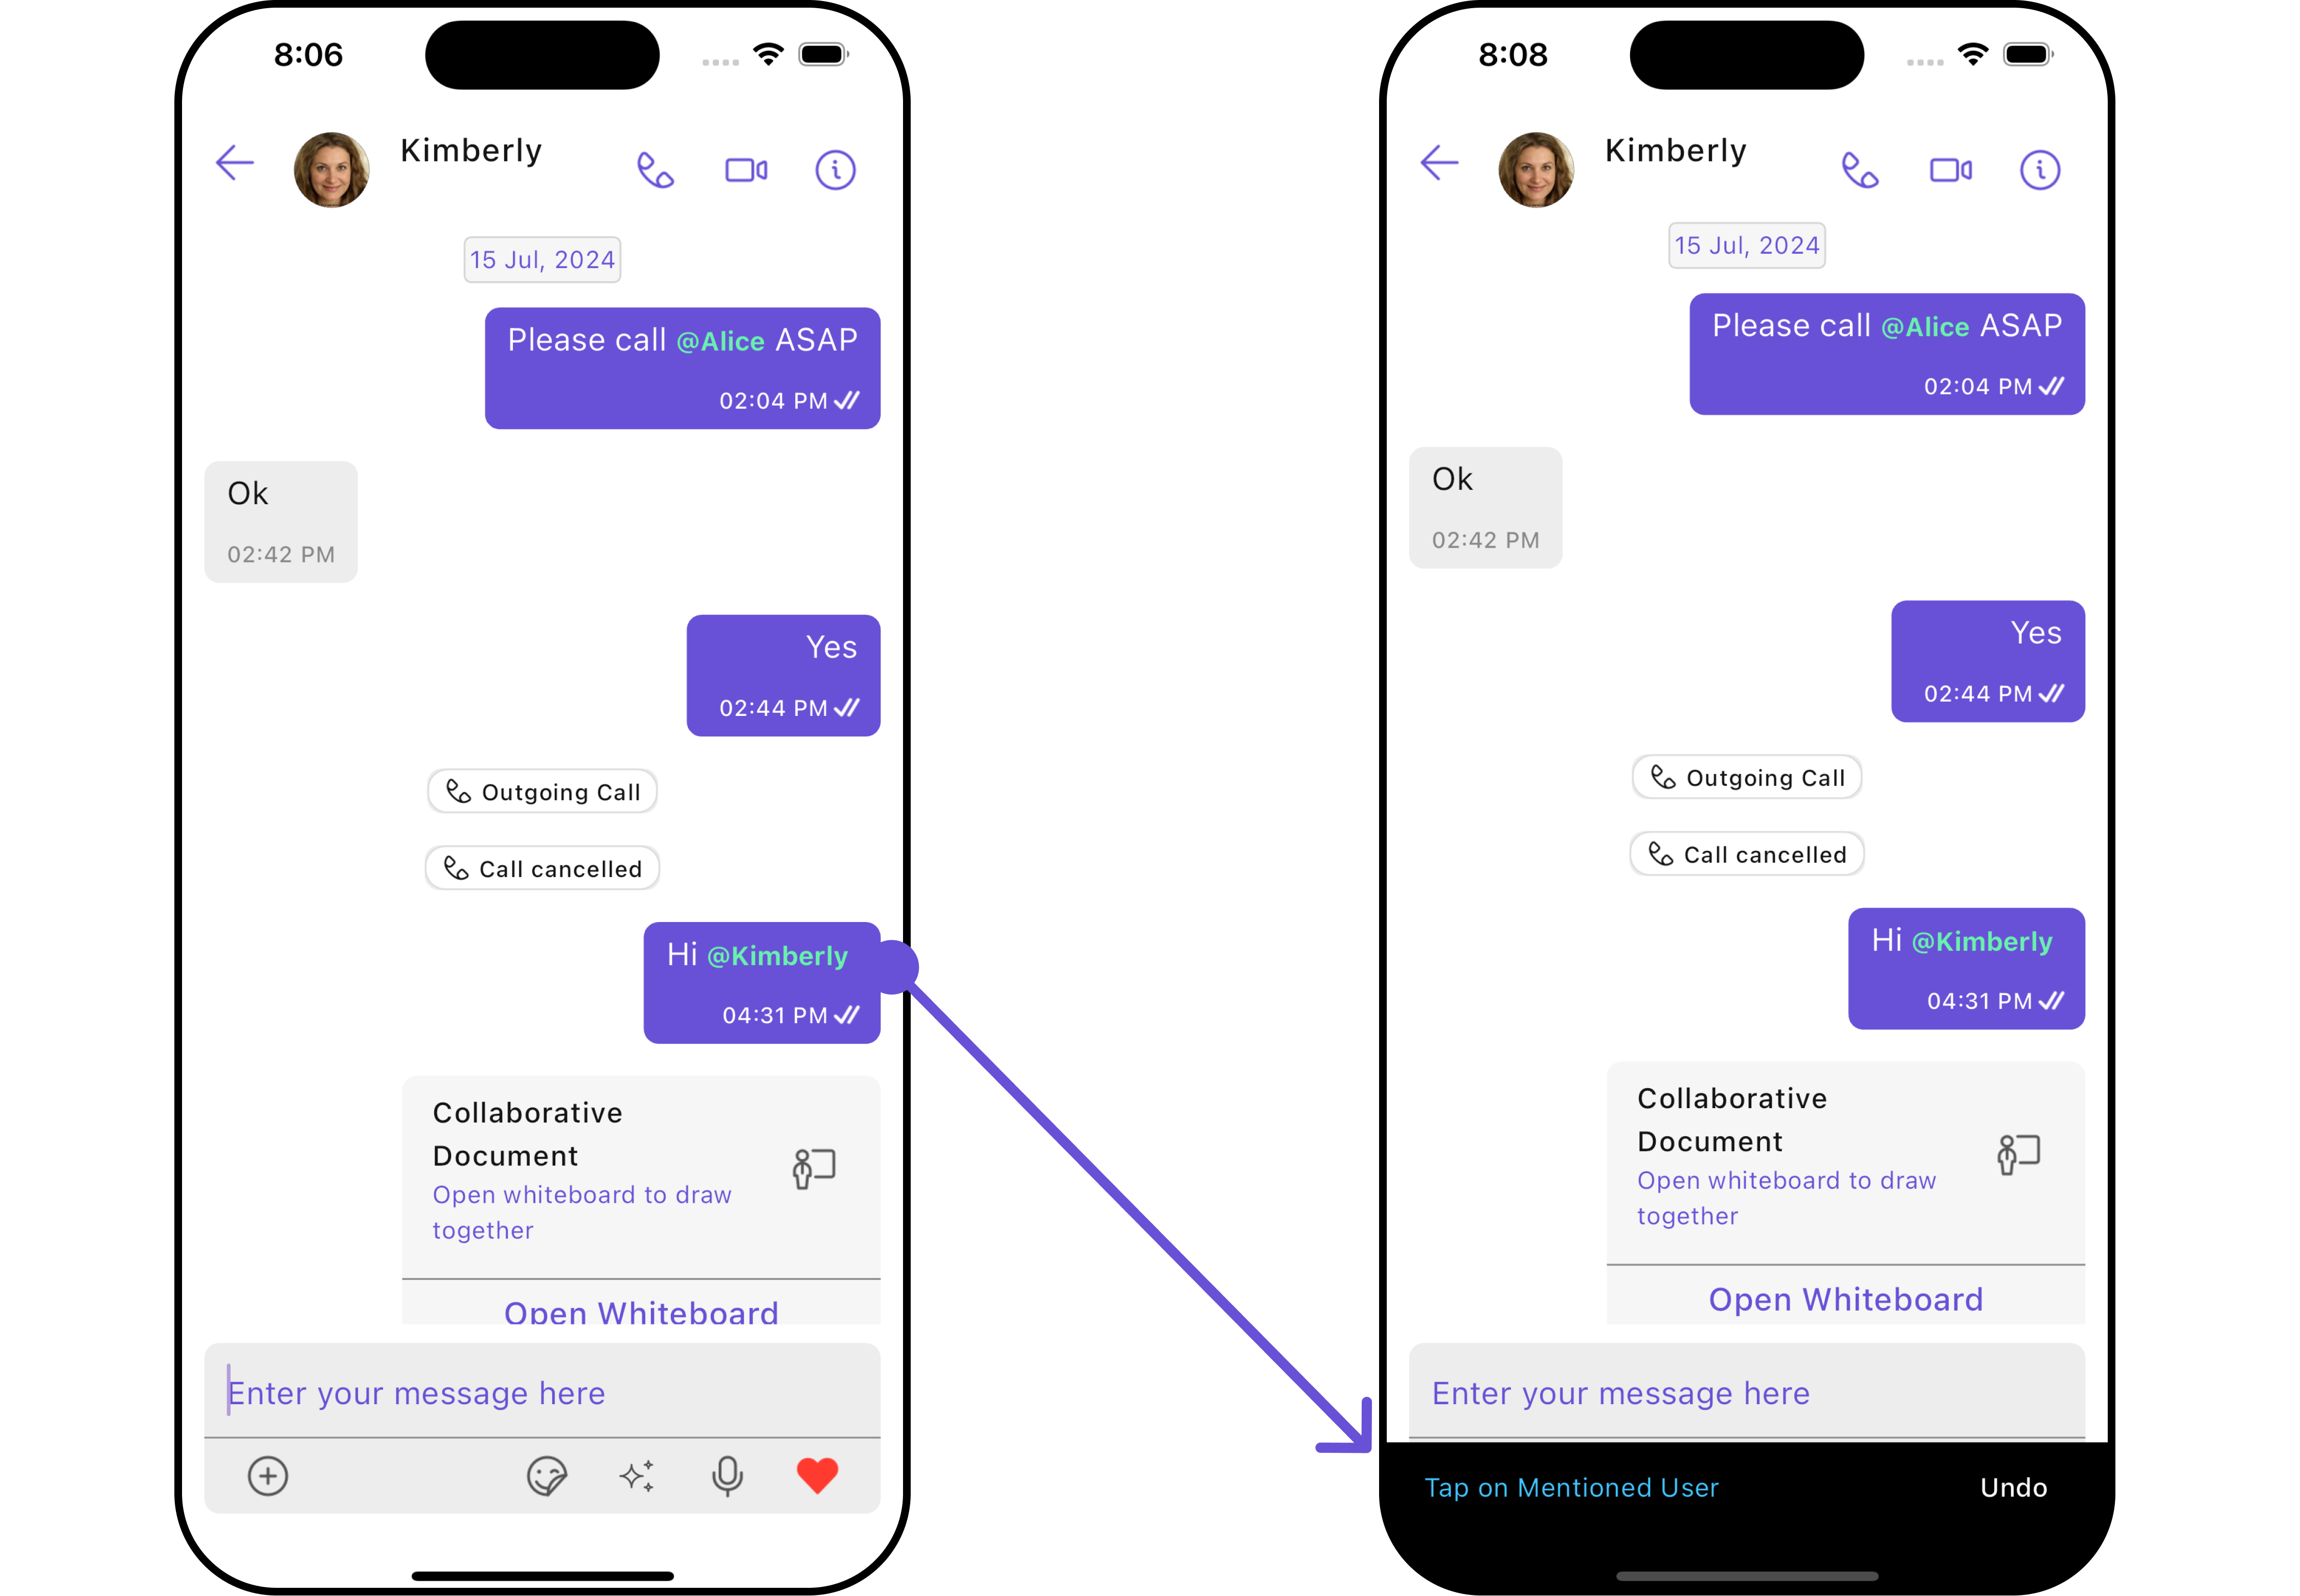 8:06
Kimberly
15 Jul, 2024
Please call @Alice ASAP
02:04 PM
Ok
02:42 PM
Yes
02:44 PM
Outgoing Call
Call cancelled
Hi @Kimberly
04:31 PM
Collaborative
Document
Open whiteboard to draw
together
Open Whiteboard
Enter your message here
8:08
Kimberly
15 Jul, 2024
Please call @Alice ASAP
02:04 PM
Ok
02:42 PM
Yes
02:44 PM
Outgoing Call
Call cancelled
Hi @Kimberly
04:31 PM
Collaborative
Document
Open whiteboard to draw
together
Open Whiteboard
Enter your message here
Tap on Mentioned User
Undo